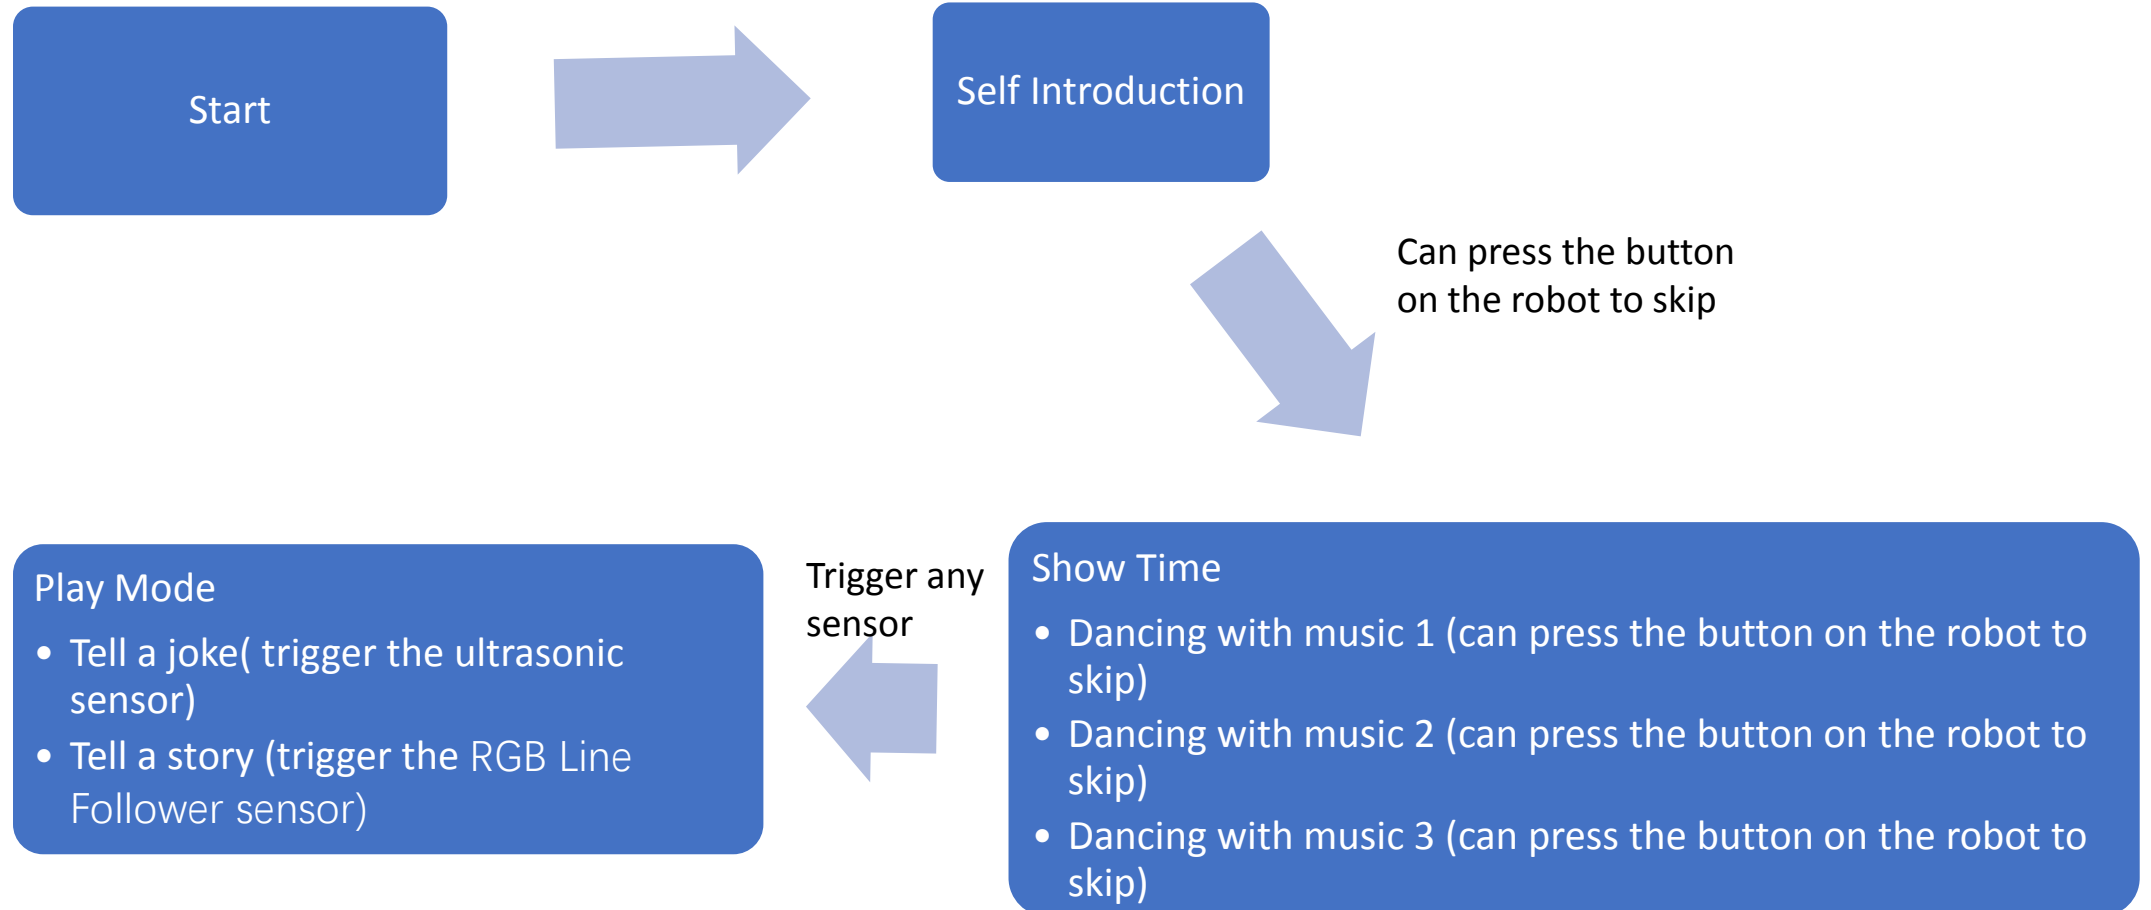 Start
Self Introduction
Can press the button
on the robot to skip
Play Mode
• Tell a joke( trigger the ultrasonic
sensor)
• Tell a story (trigger the RGB Line
Follower sensor)
Trigger any
sensor
Show Time
• Dancing with music 1 (can press the button on the robot to
skip)
• Dancing with music 2 (can press the button on the robot to
skip)
• Dancing with music 3 (can press the button on the robot to
skip)